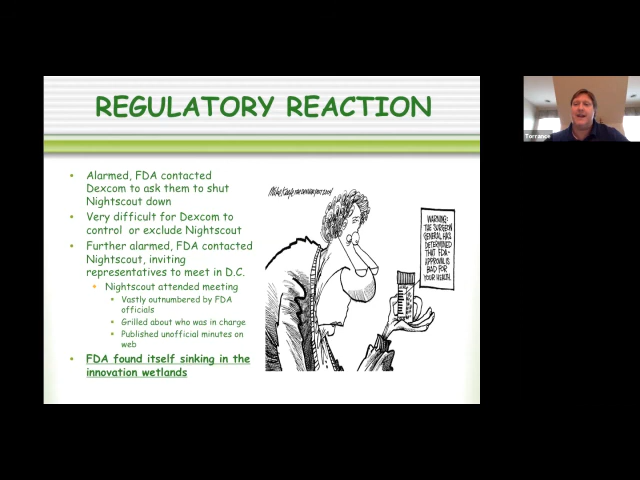 REGULATORY REACTION
Torrance
• Alarmed, FDA contacted
Dexcom to ask them to shut
Nightscout down
• Very difficult for Dexcom to
control or exclude Nightscout
• Further alarmed, FDA contacted
Nightscout, inviting
representatives to meet in D.C.
• Nightscout attended meeting
• Vastly outnumbered by FDA
officials
• Grilled about who was in charge
• Published unofficial minutes on
web
• FDA found itself sinking in the
innovation wetlands
WARNING:
THE SURGEON
GENERAL HAS
DETERMINED
THAT FDA-
APPROVAL IS
BAD FOR
YOUR HEALTH.